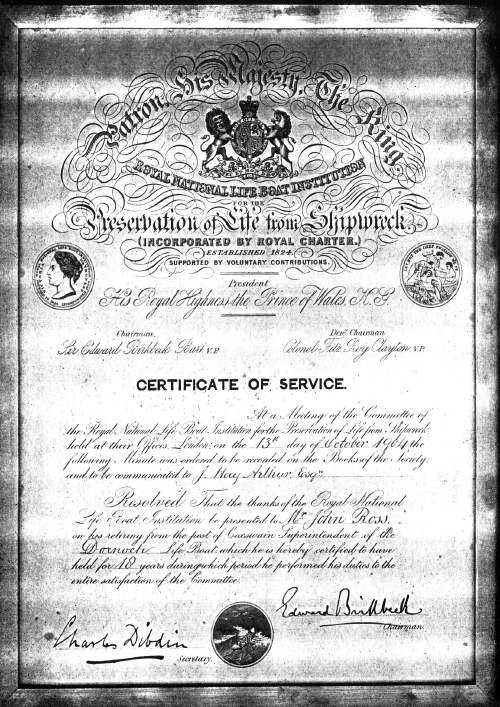 Patron, His Majesty, The King.
ROYAL NATIONAL LIFE BOAT INSTITUTION
FOR THE
Preservation of Life from Shipwreck.
(INCORPORATED BY ROYAL CHARTER.)
ESTABLISHED 1824.
SUPPORTED BY VOLUNTARY CONTRIBUTIONS.
President
His Royal Highness the Prince of Wales, K.G.
Chairman.
Sir Edward Birkbeck Bart V.P.
Depy Chairman
Colonel Fitz Roy Clayton V.P.
CERTIFICATE OF SERVICE.
At a Meeting of the Committee of
the Royal National Life Boat Institution for the Preservation of Life from Shipwreck
held at their Offices, London, on the 13th day of October 1904 the
following Minute was ordered to be recorded on the Books of the Society
and to be communicated to J. Hay Arthur, Esqre
Resolved That the thanks of the Royal National
Life Boat Institution be presented to Mr John Ross.
on his retiring from the post of Coxswain Superintendent of the
Dornoch Life Boat which he is hereby certified to have
held for 18 years during which period he performed his duties to the
entire satisfaction of the Committee
Edward Birkbeck
Chairman.
Charles Dibdin
Secretary.